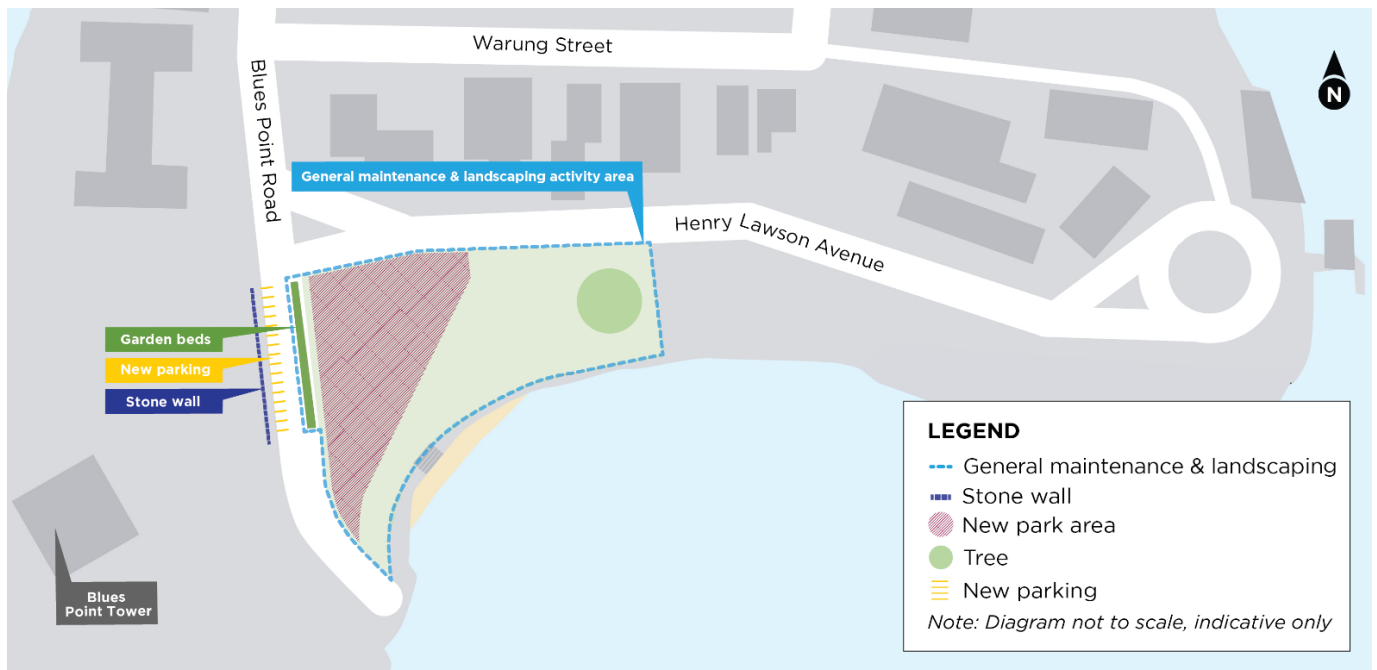 Warung Street
N
Blues Point Road
General maintenance & landscaping activity area
Henry Lawson Avenue
Garden beds
New parking
Stone wall
Blues
Point Tower
LEGEND
General maintenance & landscaping
Stone wall
New park area
Tree
New parking
Note: Diagram not to scale, indicative only